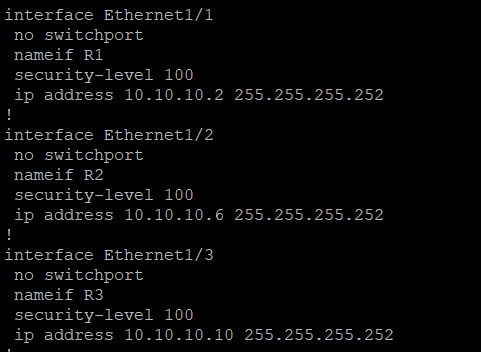 interface Ethernet1/1
 no switchport
 nameif R1
 security-level 100
 ip address 10.10.10.2 255.255.255.252
!
interface Ethernet1/2
 no switchport
 nameif R2
 security-level 100
 ip address 10.10.10.6 255.255.255.252
!
interface Ethernet1/3
 no switchport
 nameif R3
 security-level 100
 ip address 10.10.10.10 255.255.255.252
!